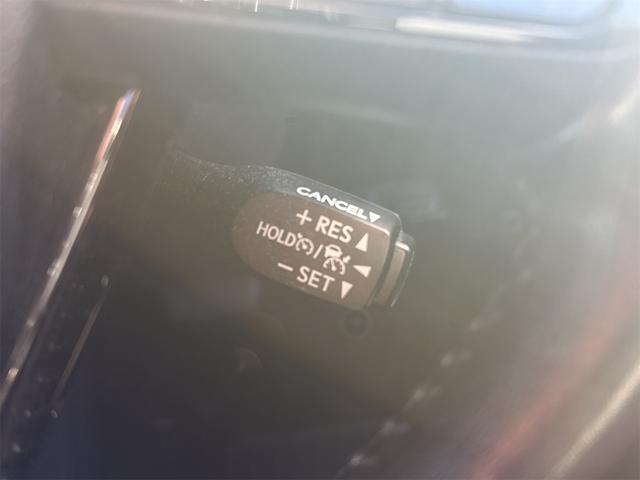 CANCEL▼
+ RES ▲
HOLD /
− SET ▼